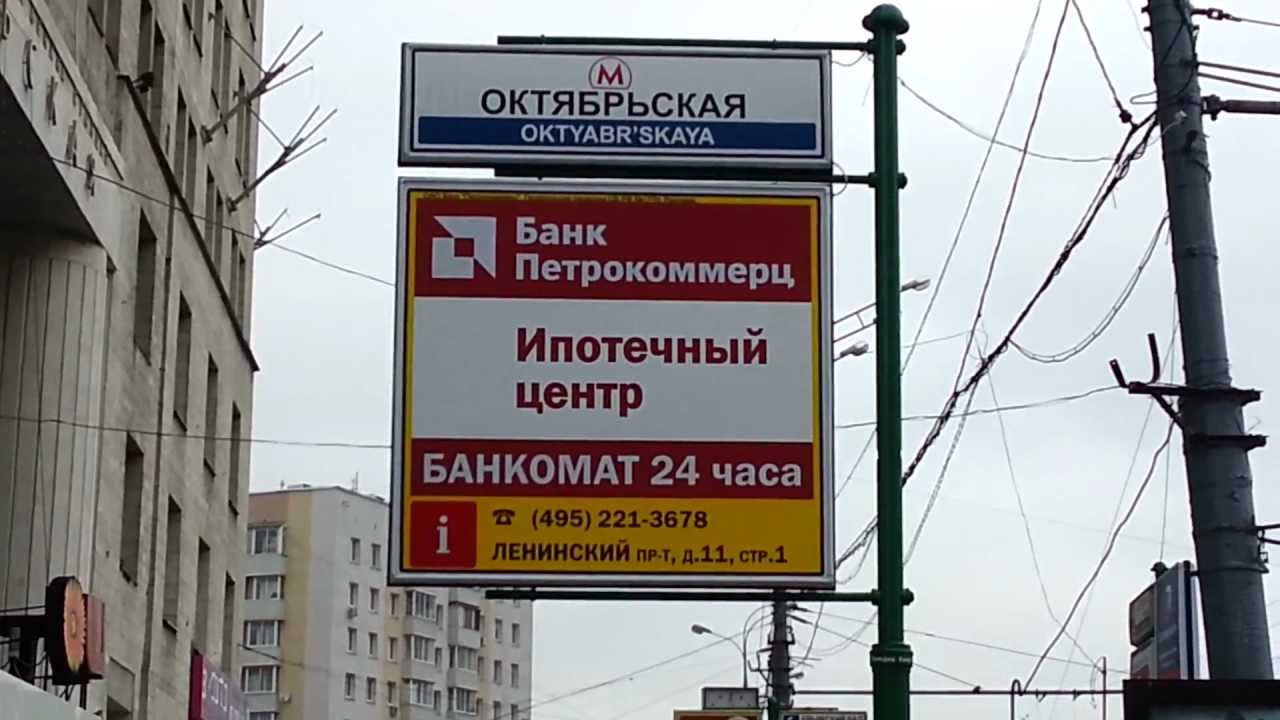 М
ОКТЯБРЬСКАЯ
OKTYABR'SKAYA
Банк
Петрокоммерц
Ипотечный
центр
БАНКОМАТ 24 часа
i
☎ (495) 221-3678
ЛЕНИНСКИЙ ПР-Т, Д.11, СТР.1